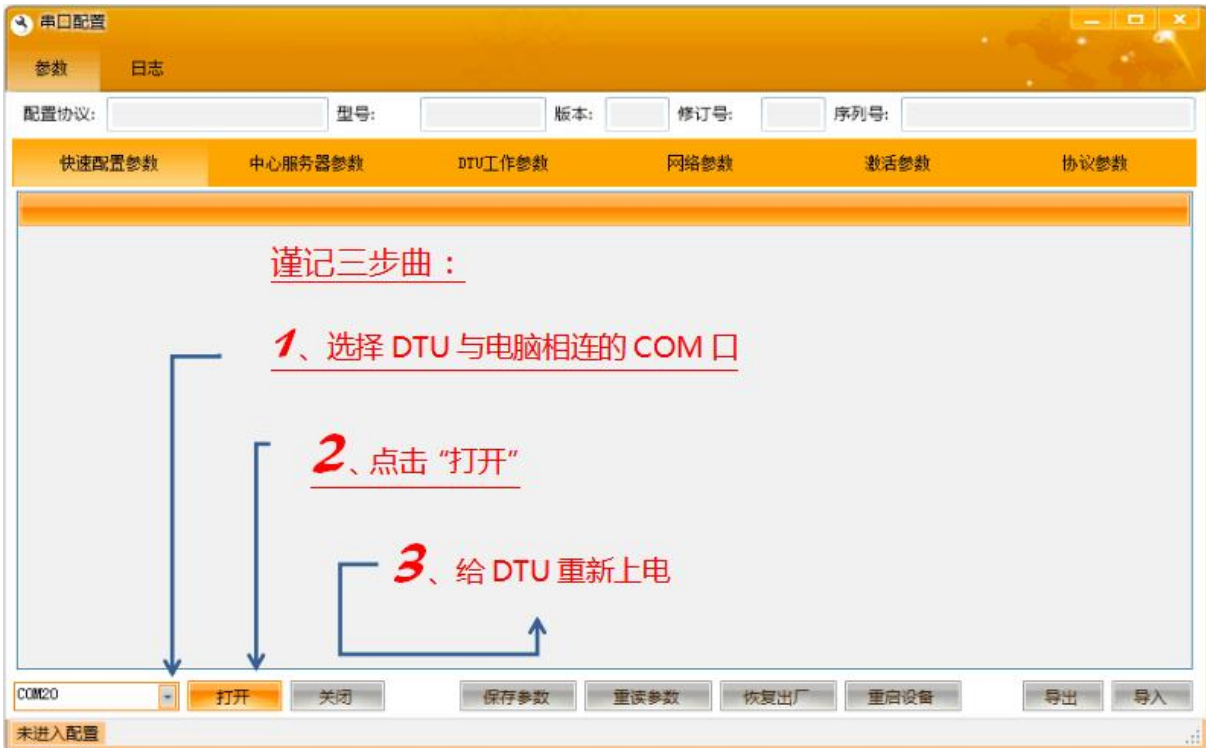 串口配置
参数 日志
配置协议: 型号: 版本: 修订号: 序列号:
快速配置参数 中心服务器参数 DTU工作参数 网络参数 激活参数 协议参数
谨记三步曲：
1、选择 DTU 与电脑相连的 COM 口
2、点击 “打开”
3、给 DTU 重新上电
COM20 打开 关闭 保存参数 重读参数 恢复出厂 重启设备 导出 导入
未进入配置